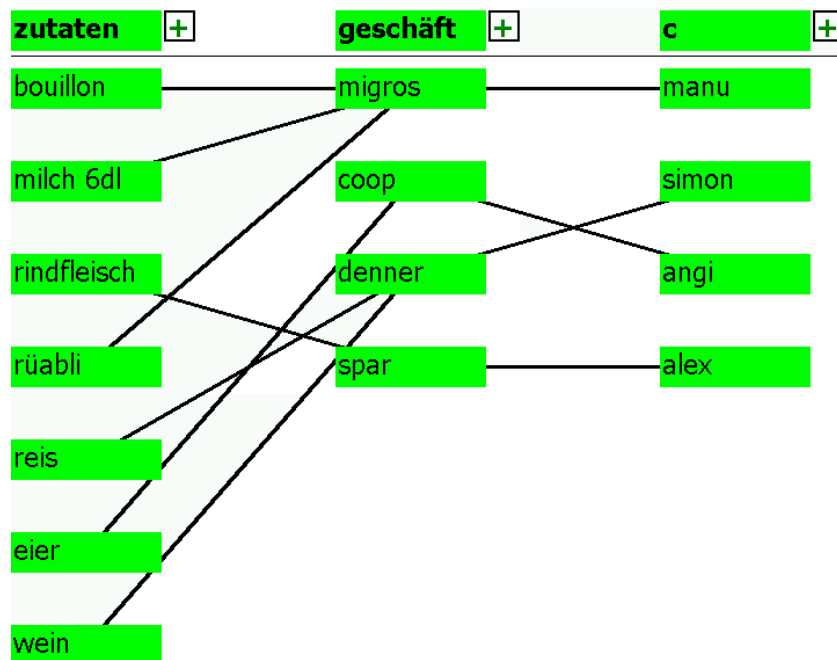 zutaten + geschäft + c +
bouillon migros manu
milch 6dl coop simon
rindfleisch denner angi
rüabli spar alex
reis
eier
wein